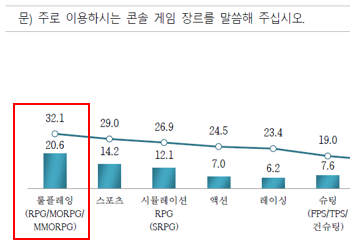 문) 주로 이용하시는 콘솔 게임 장르를 말씀해 주십시오.
32.1 29.0 26.9 24.5 23.4 19.0
20.6 14.2 12.1 7.0 6.2 7.6
롤플레잉 스포츠 시뮬레이션 액션 레이싱 슈팅
(RPG/MORPG/ RPG (FPS/TPS/
MMORPG) (SRPG) 건슈팅)